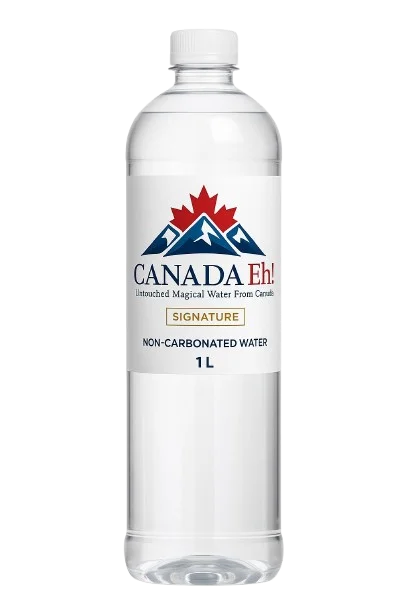 CANADA Eh!
Untouched Magical Water From Canada
SIGNATURE
NON-CARBONATED WATER
1 L